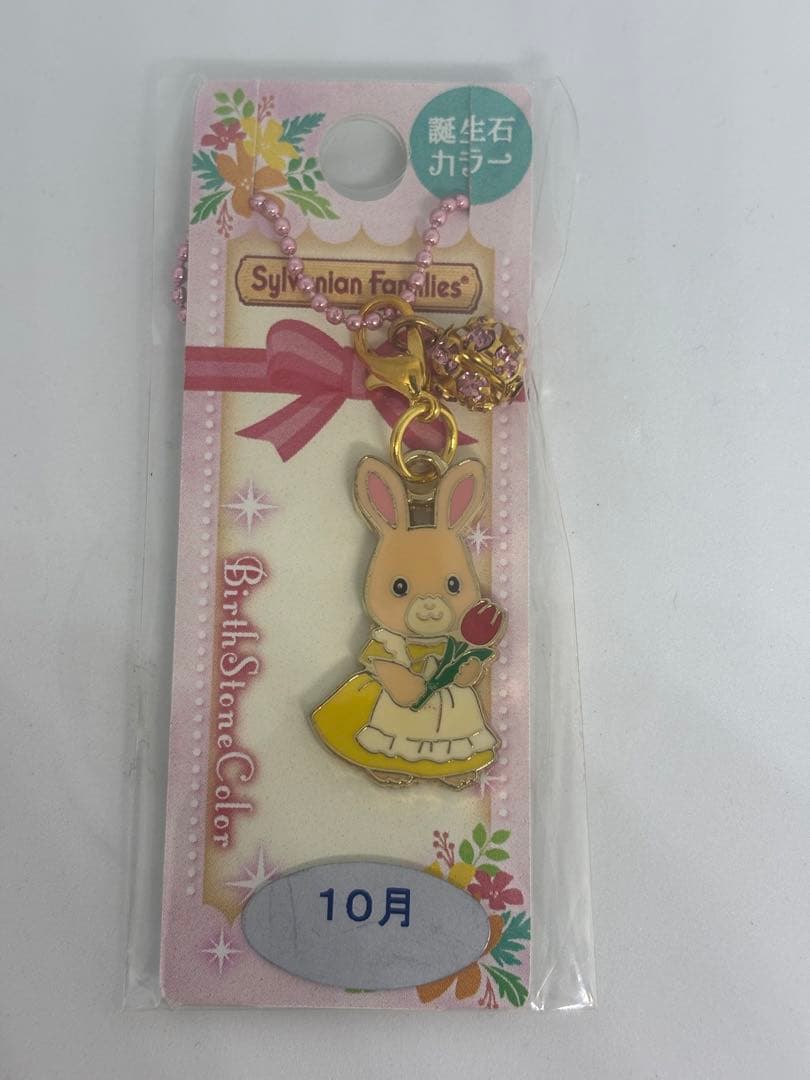 誕生石
カラー
Sylvanian Families®
BirthStoneColor
10月